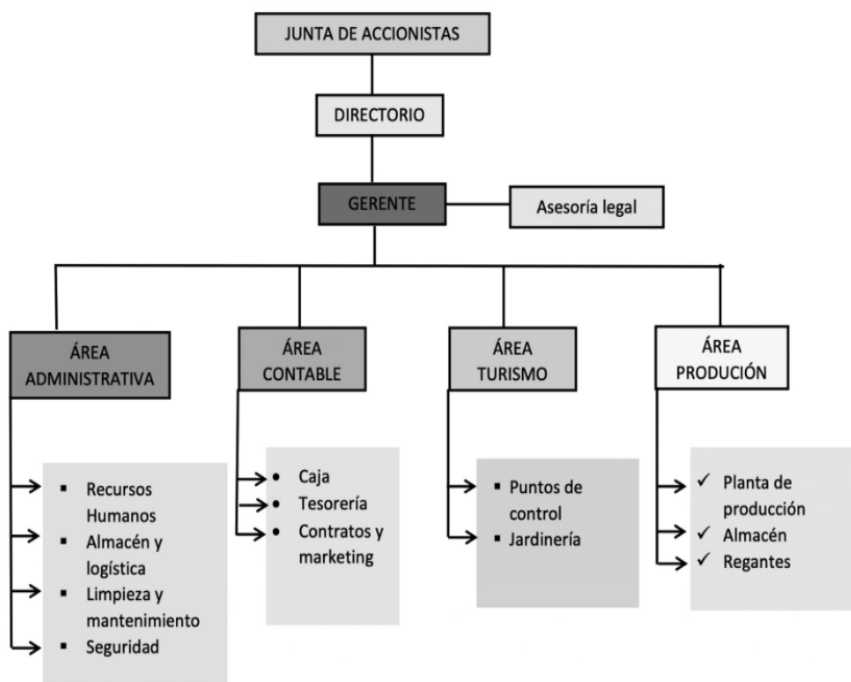 JUNTA DE ACCIONISTAS
DIRECTORIO
GERENTE
Asesoría legal
ÁREA
ADMINISTRATIVA
Recursos
Humanos
Almacén y
logística
Limpieza y
mantenimiento
Seguridad
ÁREA
CONTABLE
Caja
Tesorería
Contratos y
marketing
ÁREA
TURISMO
Puntos de
control
Jardinería
ÁREA
PRODUCIÓN
Planta de
producción
Almacén
Regantes